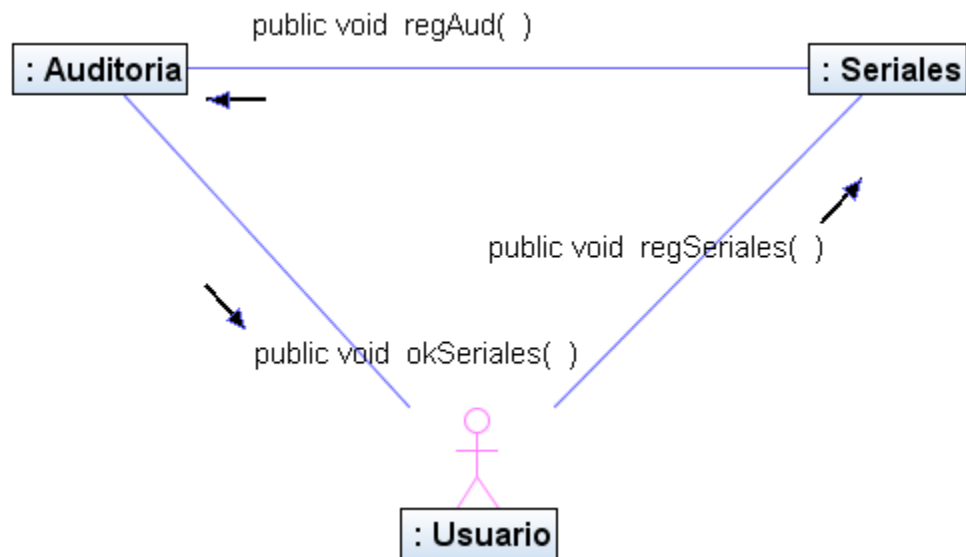 public void regAud( )
: Auditoria
: Seriales
public void regSeriales( )
public void okSeriales( )
: Usuario